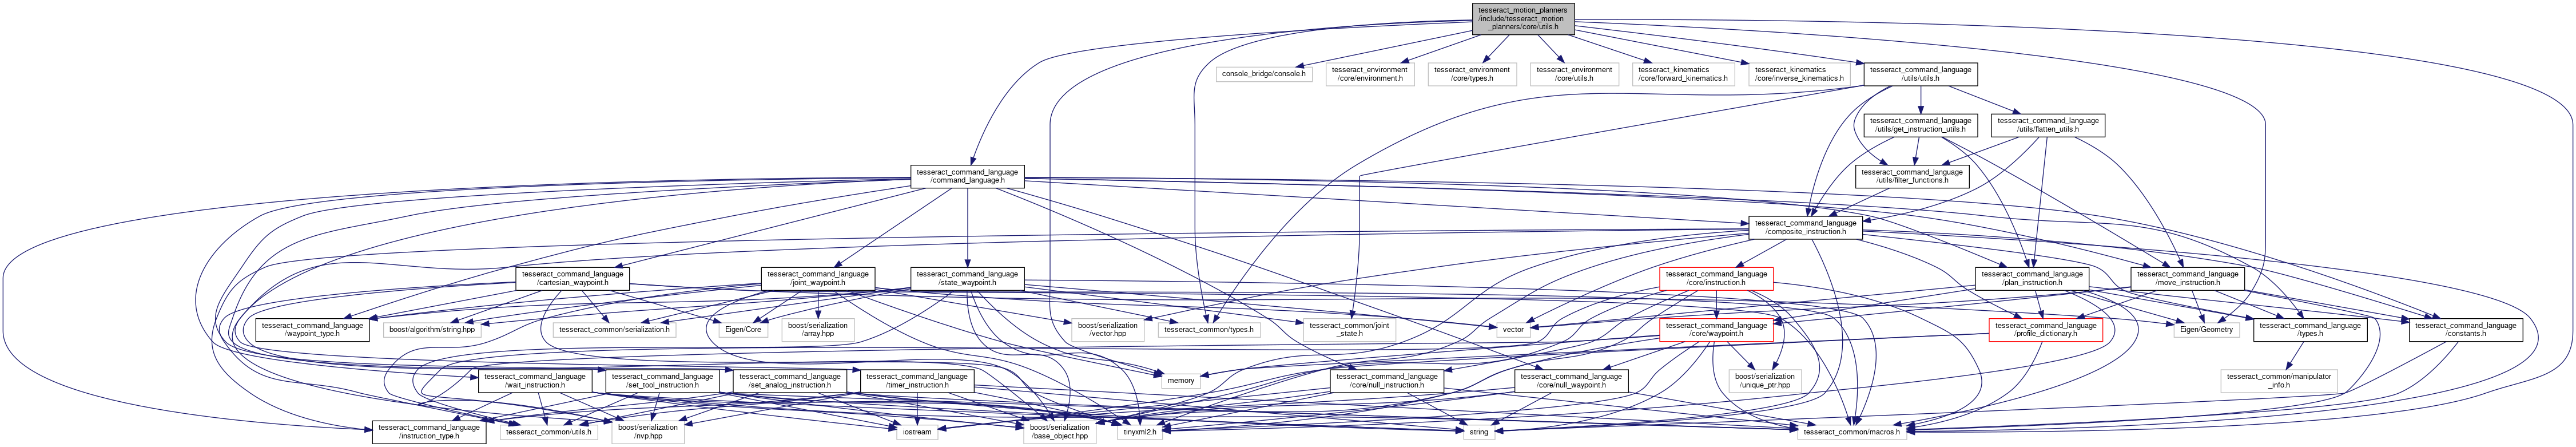 tesseract_motion_planners
/include/tesseract_motion
_planners/core/utils.h
console_bridge/console.h
tesseract_environment
/core/environment.h
tesseract_environment
/core/types.h
tesseract_environment
/core/utils.h
tesseract_kinematics
/core/forward_kinematics.h
tesseract_kinematics
/core/inverse_kinematics.h
tesseract_command_language
/utils/utils.h
tesseract_command_language
/utils/get_instruction_utils.h
tesseract_command_language
/utils/flatten_utils.h
tesseract_command_language
/command_language.h
tesseract_command_language
/utils/filter_functions.h
tesseract_command_language
/composite_instruction.h
tesseract_command_language
/cartesian_waypoint.h
tesseract_command_language
/joint_waypoint.h
tesseract_command_language
/state_waypoint.h
tesseract_command_language
/core/instruction.h
tesseract_command_language
/plan_instruction.h
tesseract_command_language
/move_instruction.h
tesseract_command_language
/waypoint_type.h
boost/algorithm/string.hpp
tesseract_common/serialization.h
Eigen/Core
boost/serialization
/array.hpp
boost/serialization
/vector.hpp
tesseract_common/types.h
tesseract_common/joint
_state.h
vector
tesseract_command_language
/core/waypoint.h
tesseract_command_language
/profile_dictionary.h
Eigen/Geometry
tesseract_command_language
/types.h
tesseract_command_language
/constants.h
tesseract_command_language
/wait_instruction.h
tesseract_command_language
/set_tool_instruction.h
tesseract_command_language
/set_analog_instruction.h
tesseract_command_language
/timer_instruction.h
memory
tesseract_command_language
/core/null_instruction.h
tesseract_command_language
/core/null_waypoint.h
boost/serialization
/unique_ptr.hpp
tesseract_common/manipulator
_info.h
tesseract_command_language
/instruction_type.h
tesseract_common/utils.h
boost/serialization
/nvp.hpp
iostream
boost/serialization
/base_object.hpp
tinyxml2.h
string
tesseract_common/macros.h